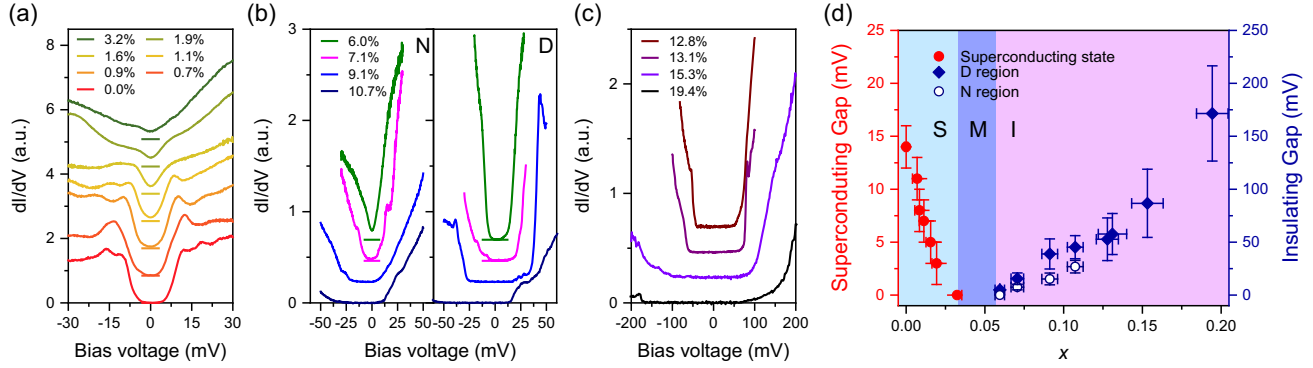 (a)
8
6
4
2
0
dI/dV (a.u.)
3.2% 1.9%
1.6% 1.1%
0.9% 0.7%
0.0%
-30 -15 0 15 30
Bias voltage (mV)
(b)
3
2
1
0
dI/dV (a.u.)
N
D
6.0%
7.1%
9.1%
10.7%
-50 -25 0 25 50 -50 -25 0 25 50
Bias voltage (mV)
(c)
2
1
0
dI/dV (a.u.)
12.8%
13.1%
15.3%
19.4%
-200 -100 0 100 200
Bias voltage (mV)
(d)
25
20
15
10
5
0
Superconduting Gap (mV)
Superconducting state
D region
N region
S M I
0.00 0.05 0.10 0.15 0.20
x
250
200
150
100
50
0
Insulating Gap (mV)